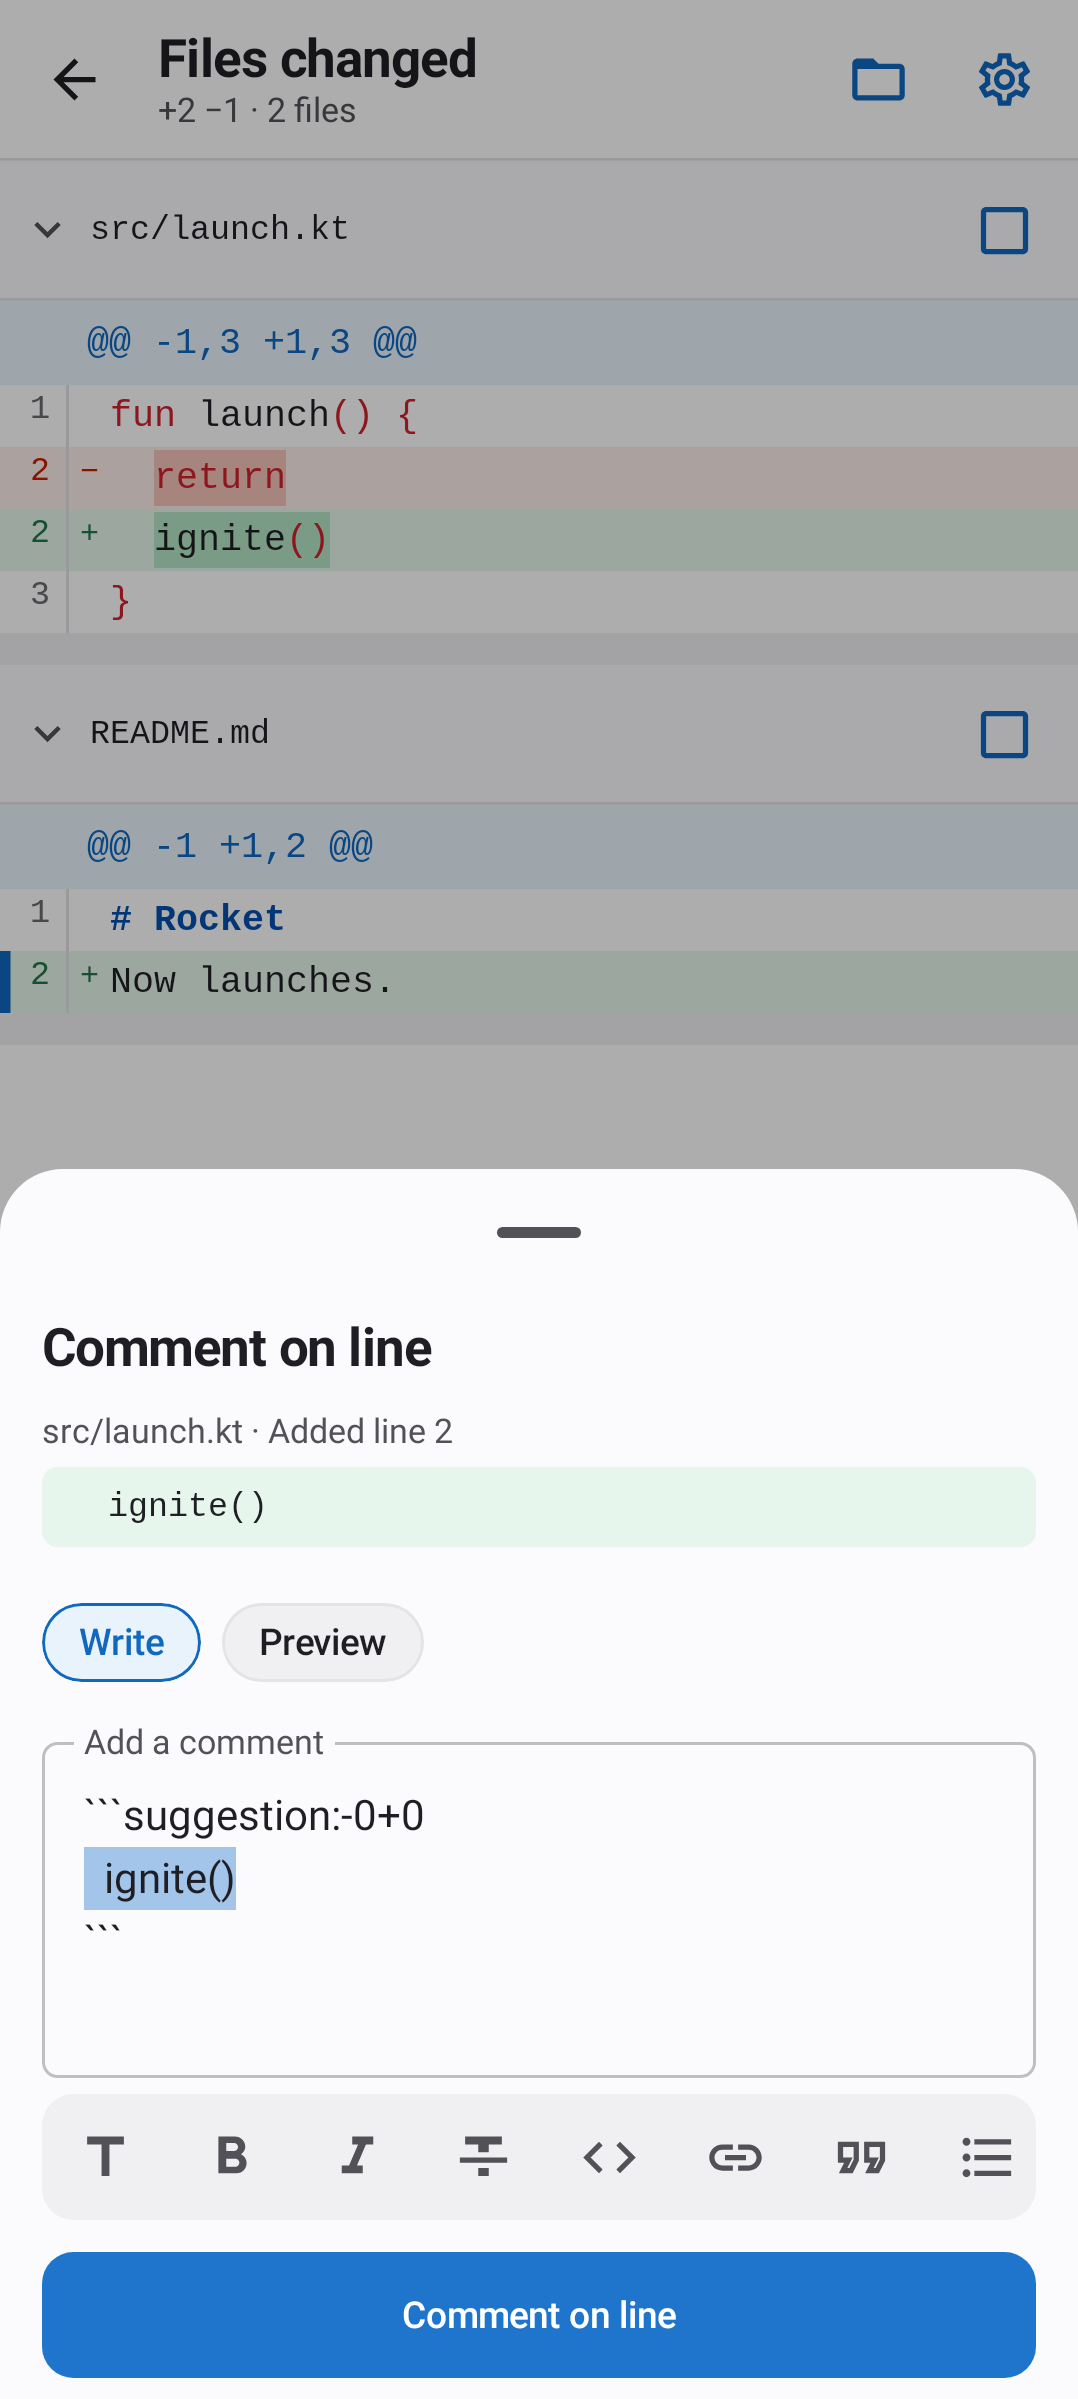 Files changed
+2 −1 · 2 files
src/launch.kt
@@ -1,3 +1,3 @@
1 fun launch() {
2 −   return
2 +   ignite()
3 }
README.md
@@ -1 +1,2 @@
1 # Rocket
2 + Now launches.
Comment on line
src/launch.kt · Added line 2
  ignite()
Write Preview
Add a comment
```suggestion:-0+0
  ignite()
```
Comment on line